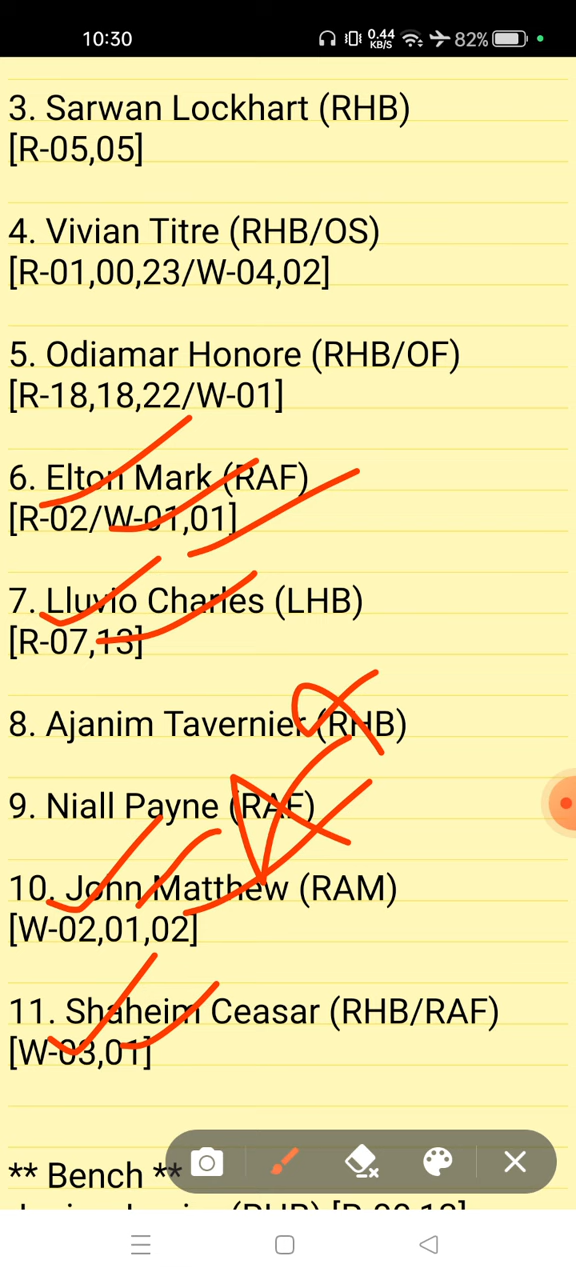 10:30 0.44 KB/S 82%
3. Sarwan Lockhart (RHB)
[R-05,05]
4. Vivian Titre (RHB/OS)
[R-01,00,23/W-04,02]
5. Odiamar Honore (RHB/OF)
[R-18,18,22/W-01]
6. Elton Mark (RAF)
[R-02/W-01,01]
7. Lluvio Charles (LHB)
[R-07,13]
8. Ajanim Tavernier (RHB)
9. Niall Payne (RAF)
10. John Matthew (RAM)
[W-02,01,02]
11. Shaheim Ceasar (RHB/RAF)
[W-03,01]
** Bench **